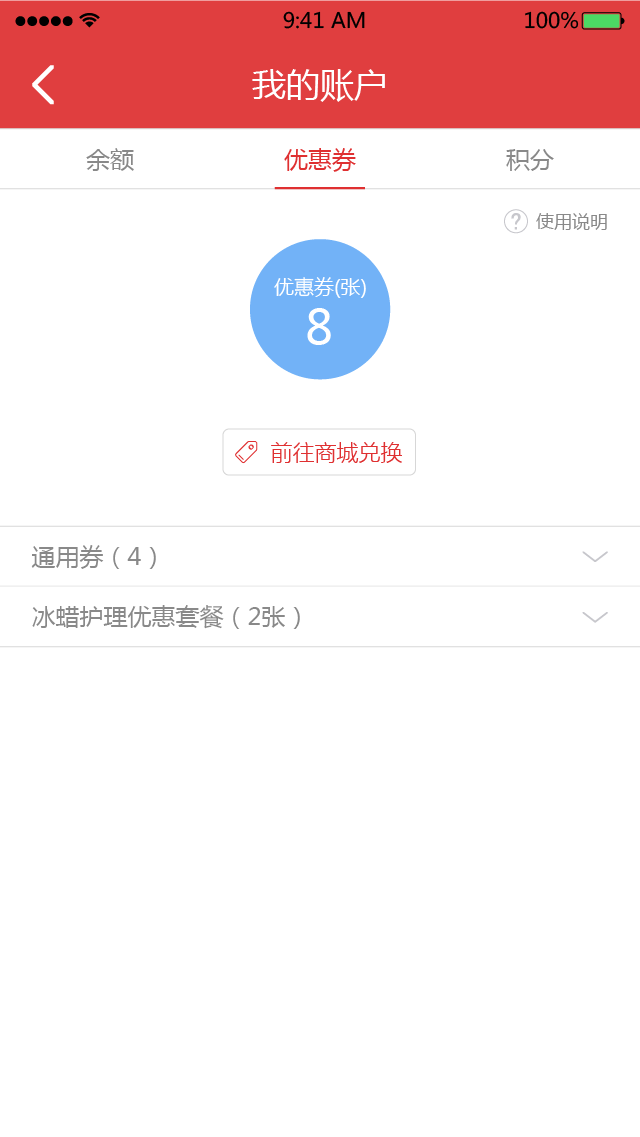 9:41 AM 100%
我的账户
余额 优惠券 积分
? 使用说明
优惠券(张)
8
前往商城兑换
通用券（4）
冰蜡护理优惠套餐（2张）